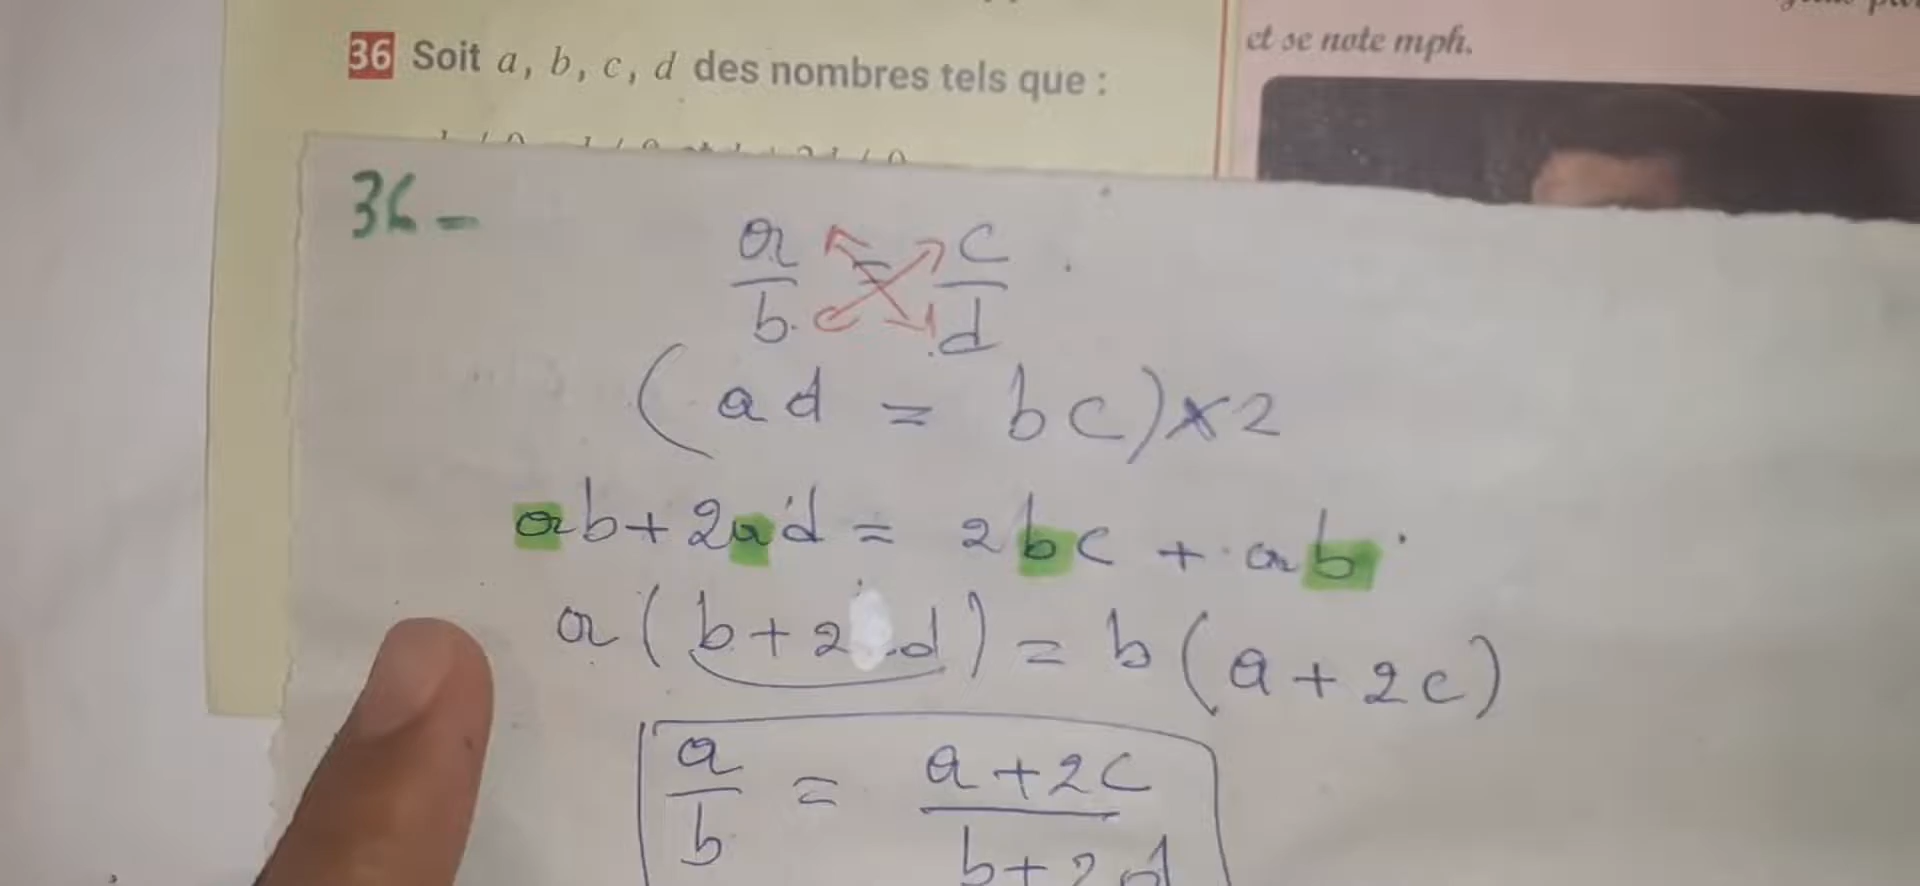 et se note mph.
36 Soit a, b, c, d des nombres tels que :
36 -
a/b = c/d
(ad = bc)×2
ab + 2ad = 2bc + ab
a(b + 2d) = b(a + 2c)
a/b = a + 2c / b + 2d